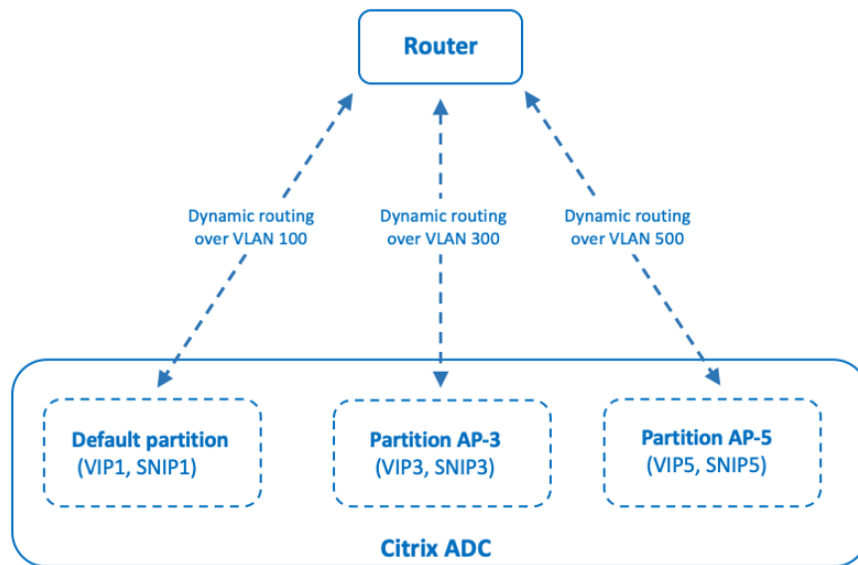 Router
Dynamic routing
over VLAN 100
Dynamic routing
over VLAN 300
Dynamic routing
over VLAN 500
Default partition
(VIP1, SNIP1)
Partition AP-3
(VIP3, SNIP3)
Partition AP-5
(VIP5, SNIP5)
Citrix ADC